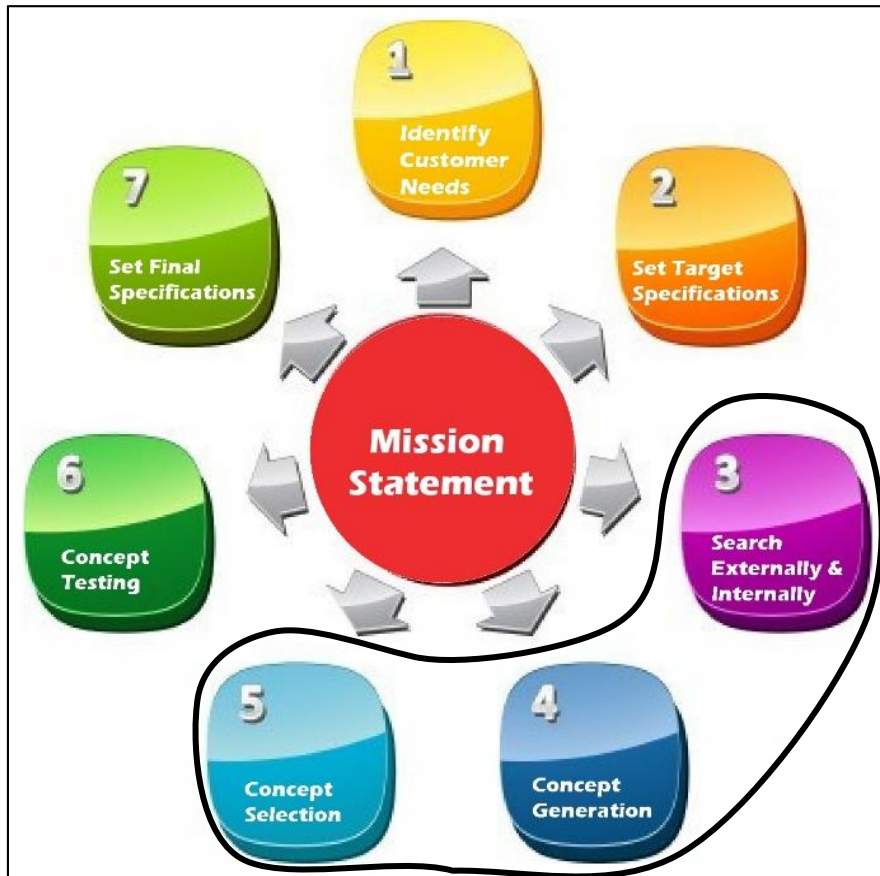 1
Identify
Customer
Needs
2
Set Target
Specifications
3
Search
Externally &
Internally
4
Concept
Generation
5
Concept
Selection
6
Concept
Testing
7
Set Final
Specifications
Mission
Statement